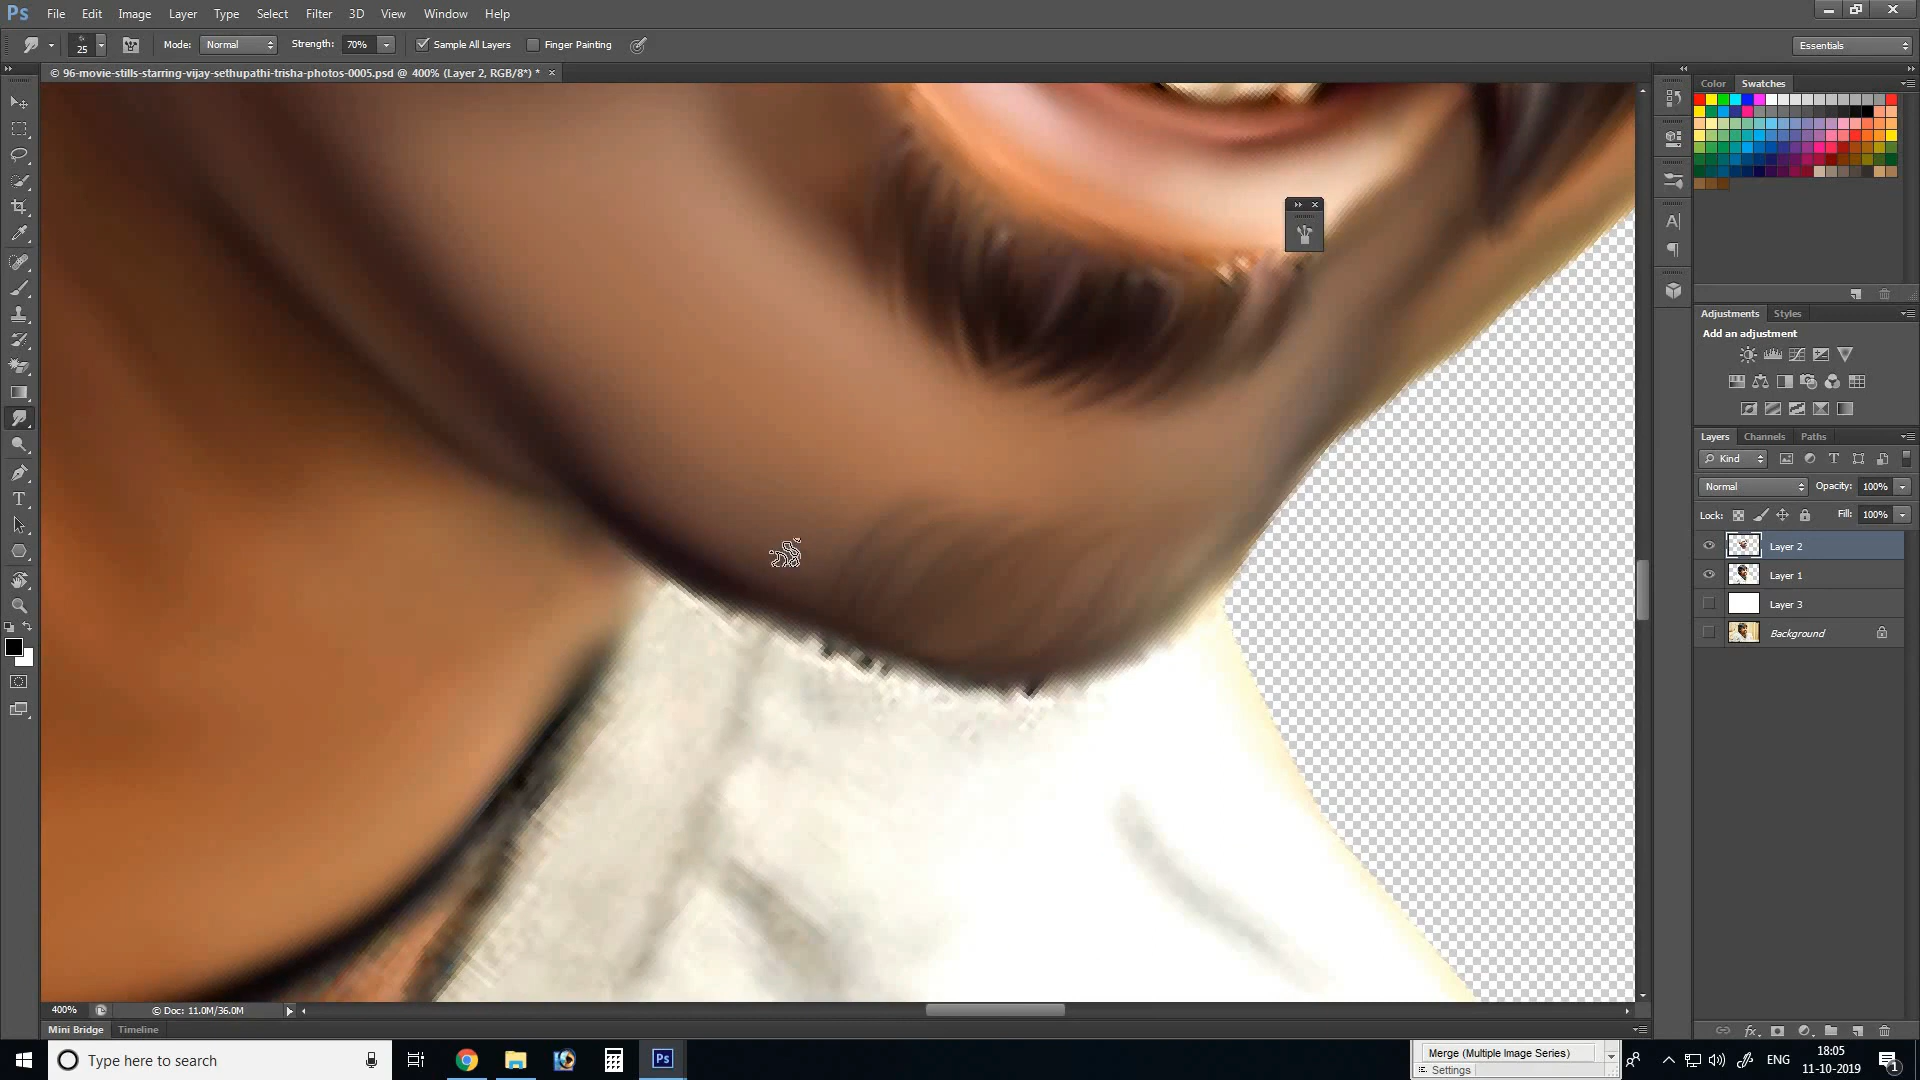 Ps File Edit Image Layer Type Select Filter 3D View Window Help
25 Mode: Normal Strength: 70% Sample All Layers Finger Painting Essentials
© 96-movie-stills-starring-vijay-sethupathi-trisha-photos-0005.psd @ 400% (Layer 2, RGB/8*) * ×
Color Swatches
Adjustments Styles
Add an adjustment
Layers Channels Paths
Kind
Normal Opacity: 100%
Lock: Fill: 100%
Layer 2
Layer 1
Layer 3
Background
400% © Doc: 11.0M/36.0M
Mini Bridge Timeline
Type here to search Ps Merge (Multiple Image Series) Settings ENG 18:05 11-10-2019 1